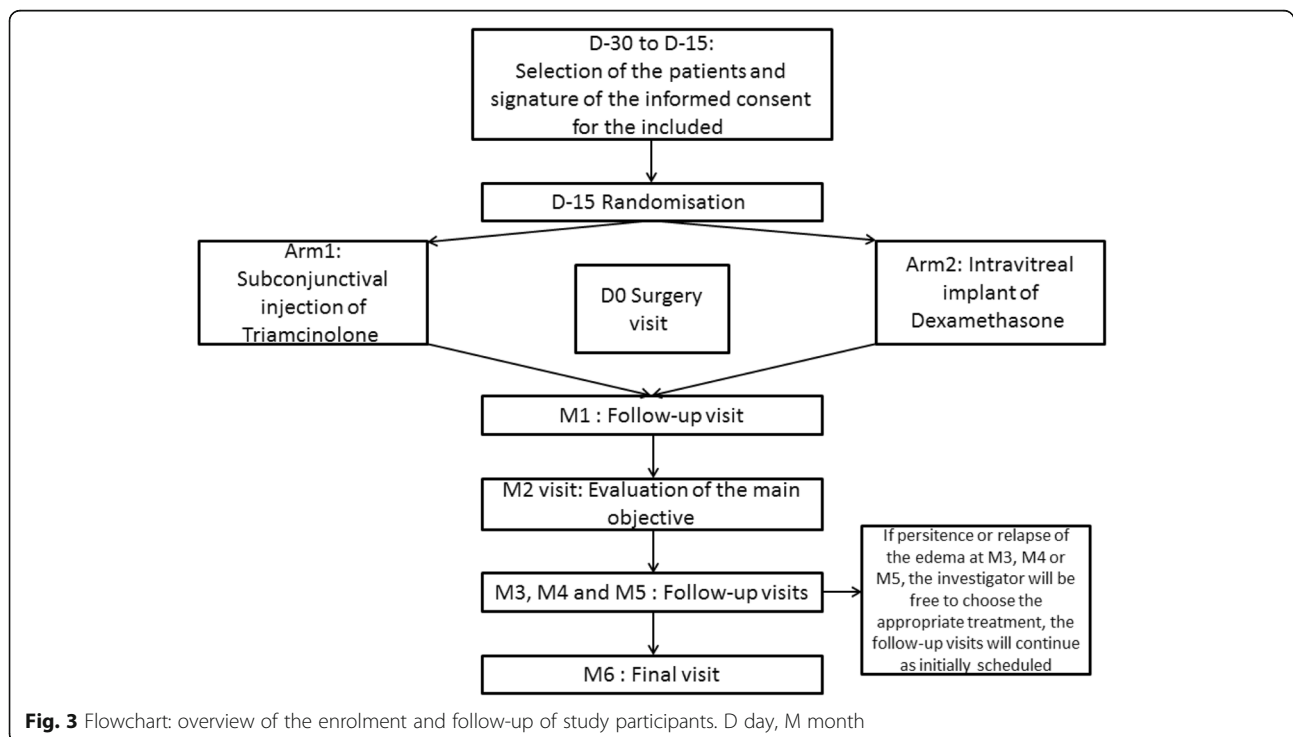 D-30 to D-15:
Selection of the patients and
signature of the informed consent
for the included
D-15 Randomisation
Arm1:
Subconjunctival
injection of
Triamcinolone
D0 Surgery
visit
Arm2: Intravitreal
implant of
Dexamethasone
M1 : Follow-up visit
M2 visit: Evaluation of the main
objective
M3, M4 and M5 : Follow-up visits
If persitence or relapse of
the edema at M3, M4 or
M5, the investigator will be
free to choose the
appropriate treatment, the
follow-up visits will continue
as initially scheduled
M6 : Final visit
Fig. 3 Flowchart: overview of the enrolment and follow-up of study participants. D day, M month